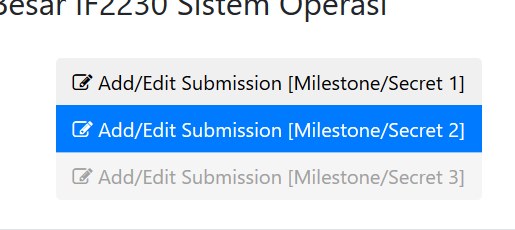 Besar IF2230 Sistem Operasi
Add/Edit Submission [Milestone/Secret 1]
Add/Edit Submission [Milestone/Secret 2]
Add/Edit Submission [Milestone/Secret 3]